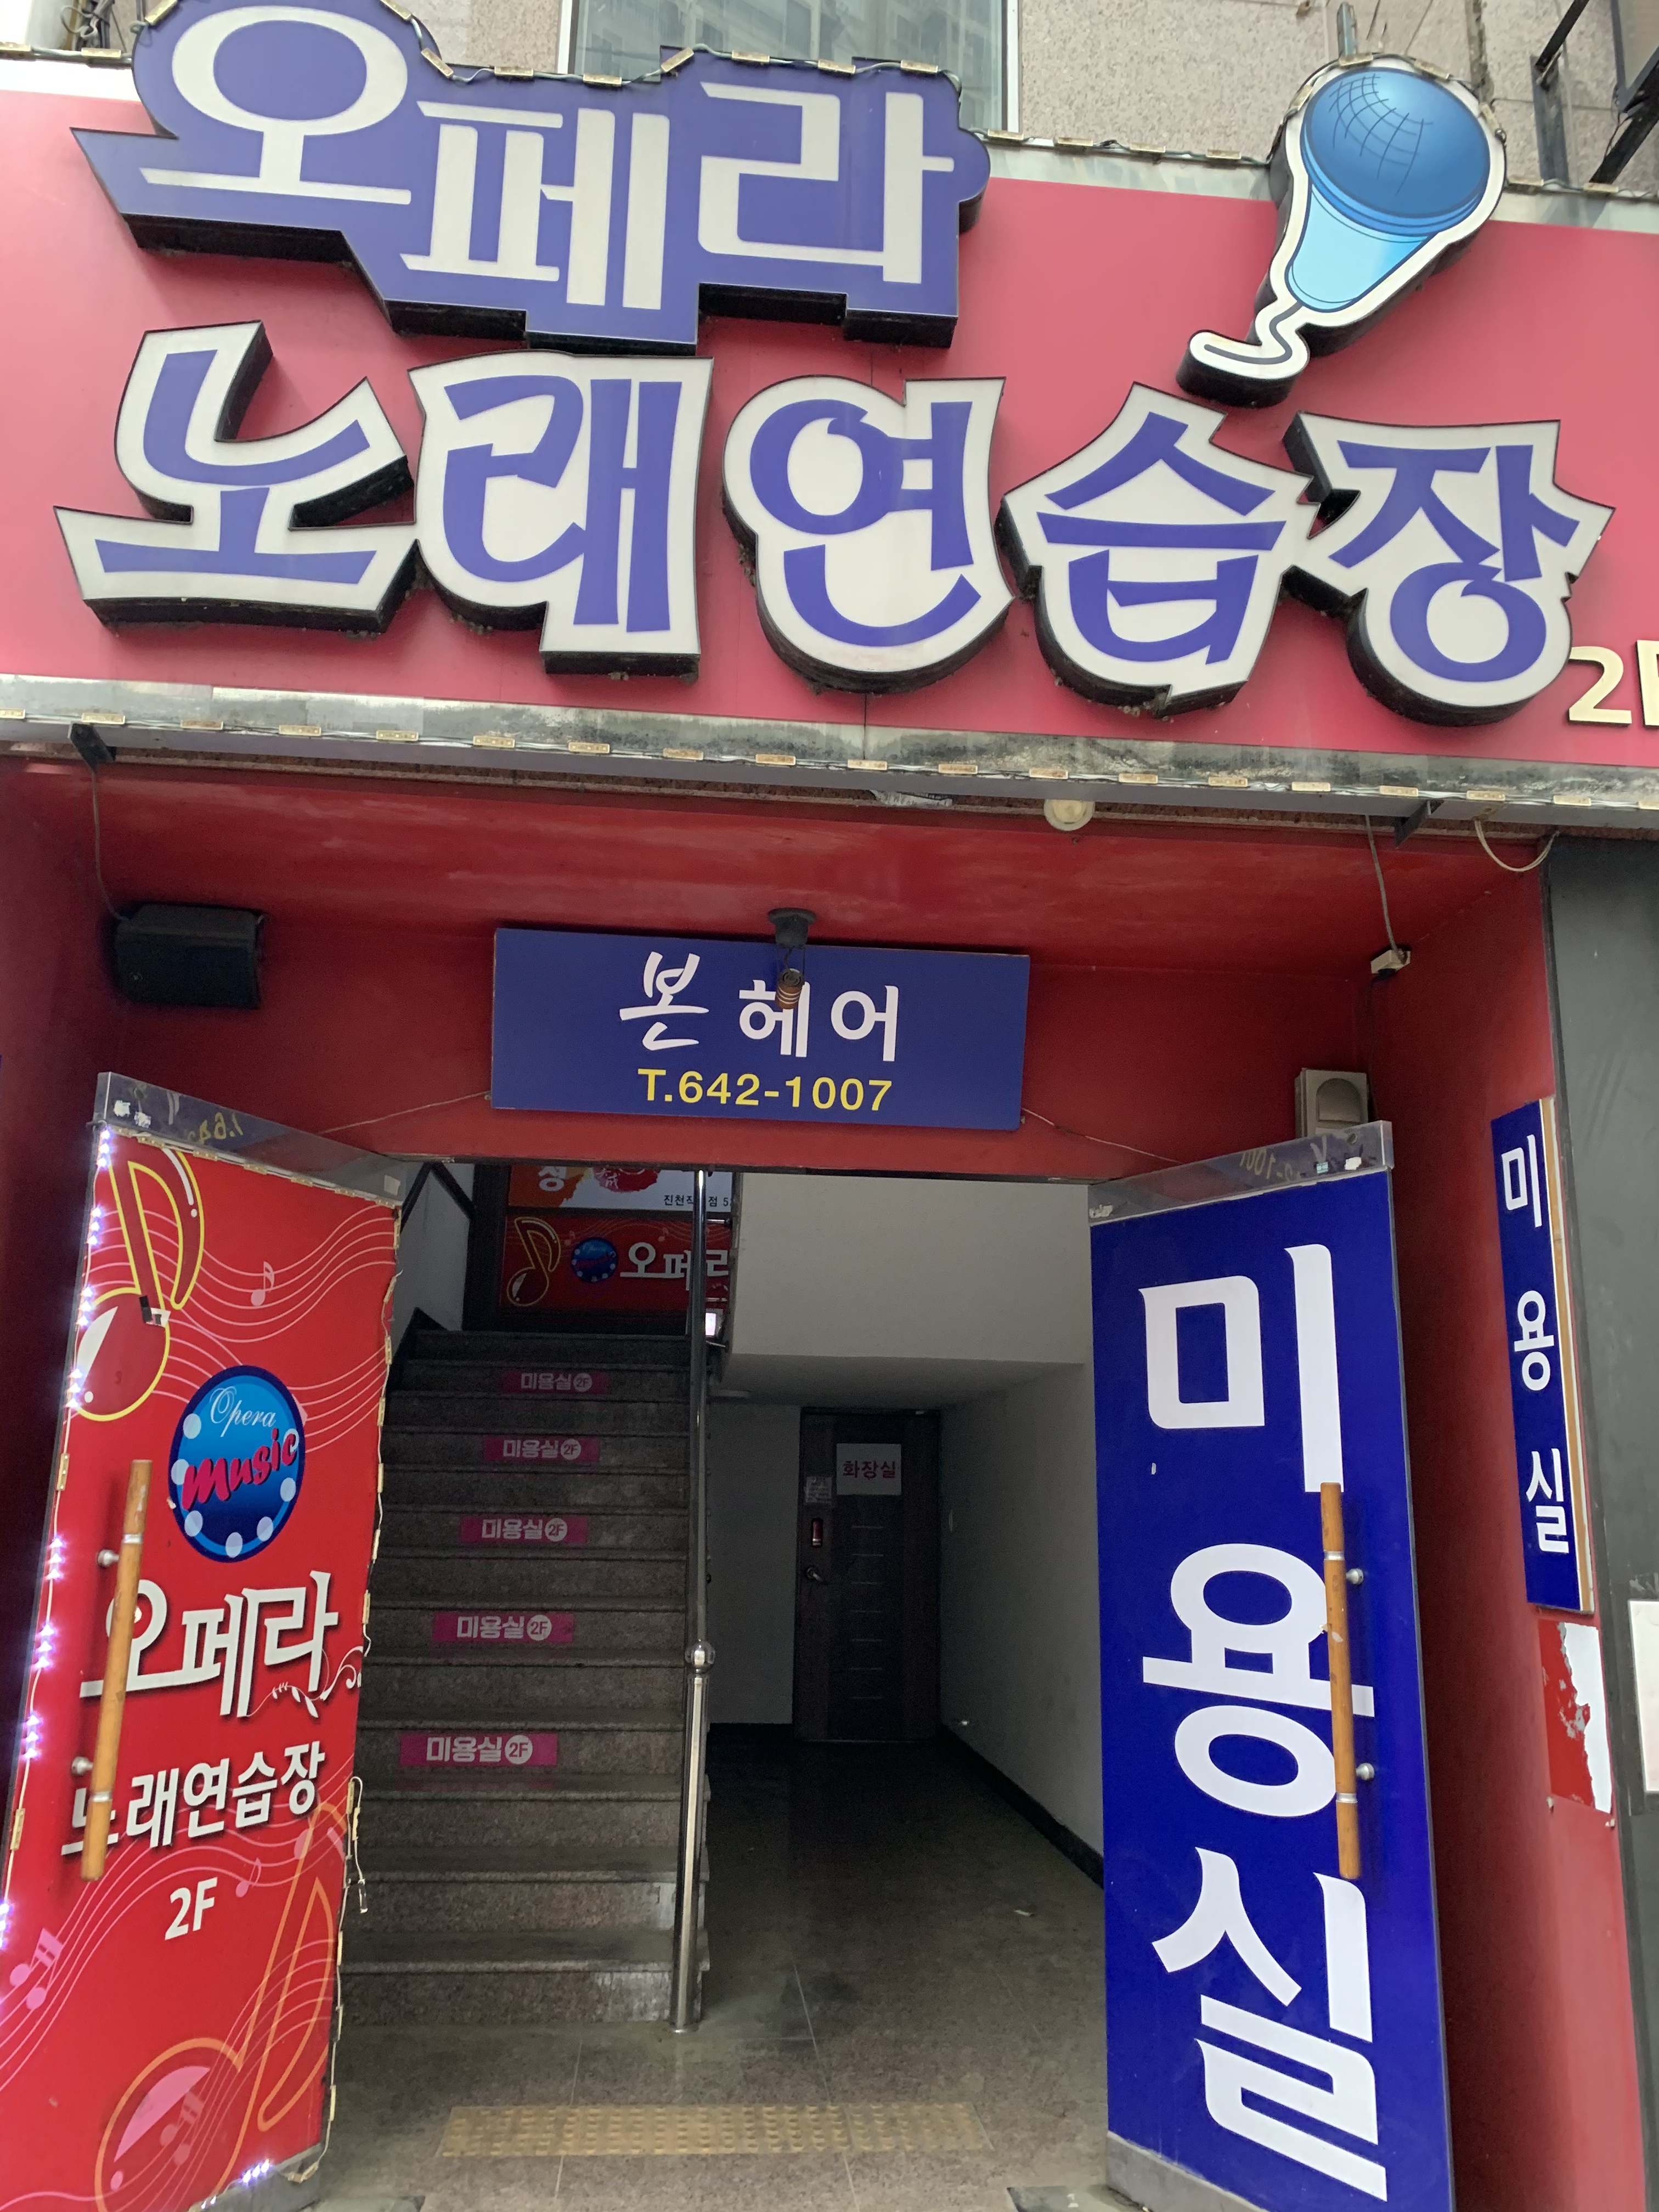 오페라
노래연습장
본 헤어
T.642-1007
오페라
Opera
music
오페라
노래연습장
2F
미용실 2F
미용실 2F
미용실 2F
미용실 2F
미용실 2F
화장실
미용실
미용실